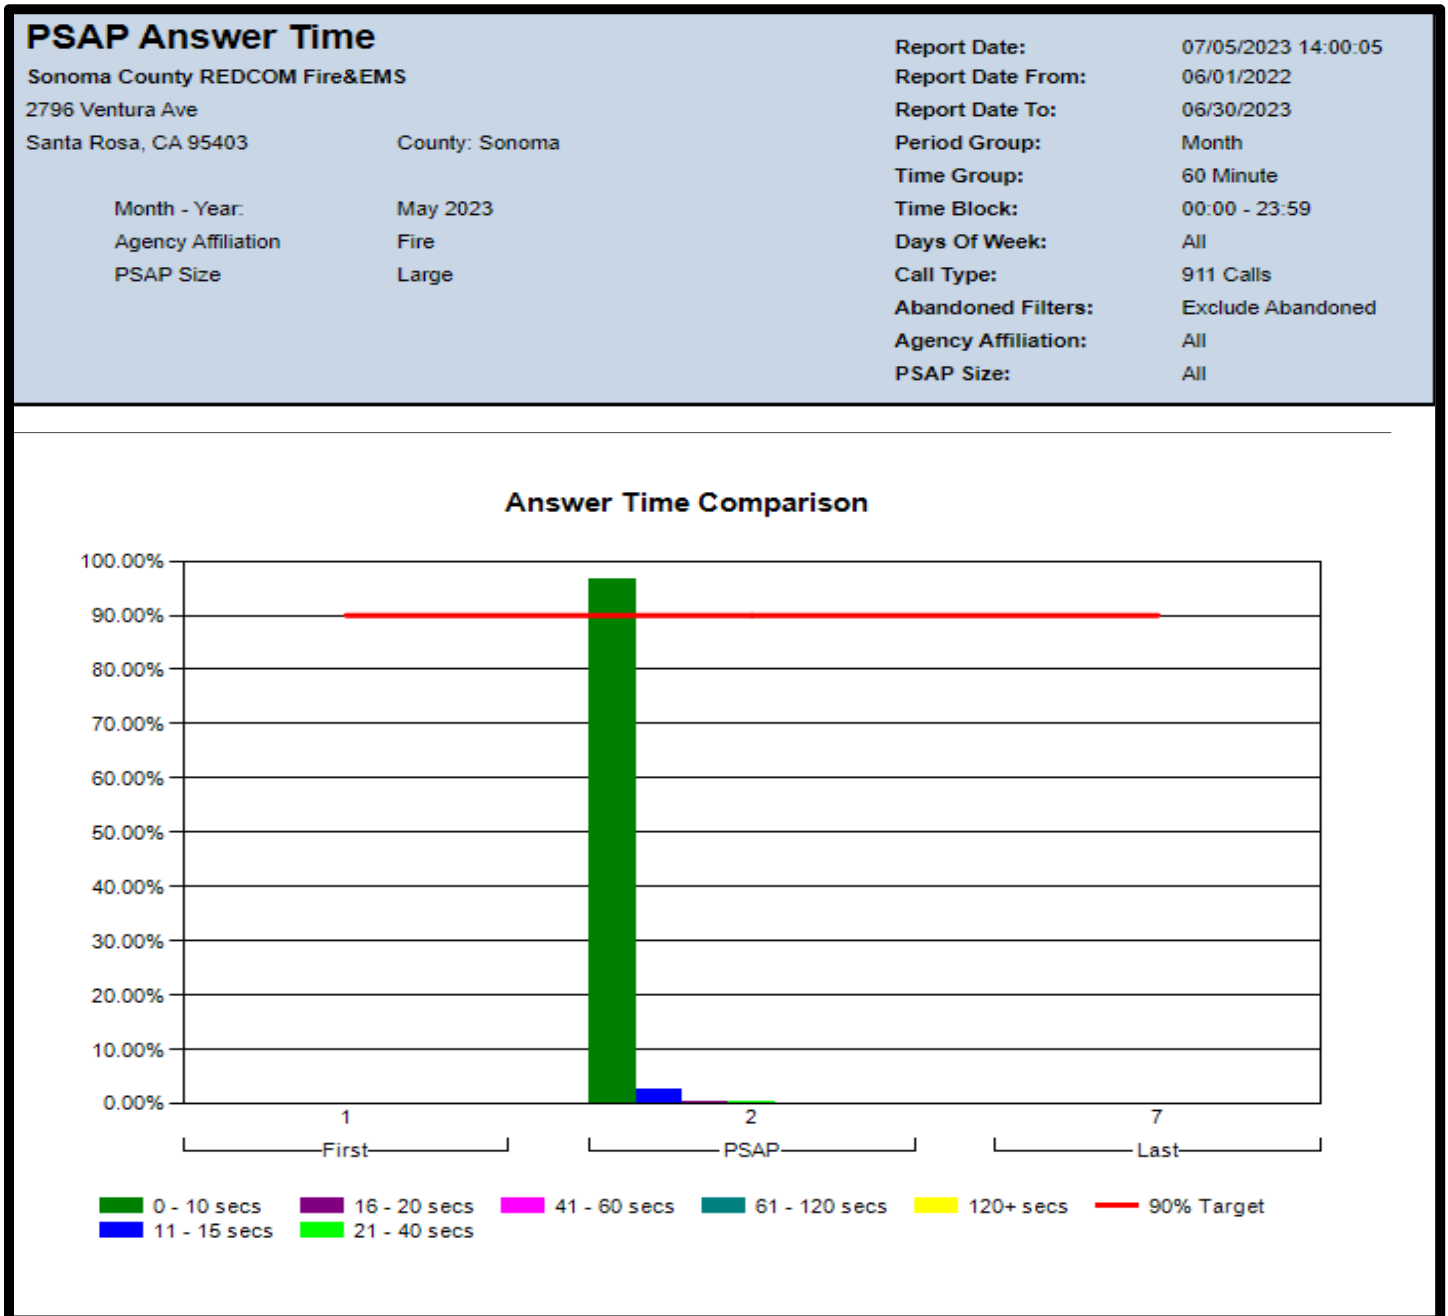 PSAP Answer Time
Sonoma County REDCOM Fire&EMS
2796 Ventura Ave
Santa Rosa, CA 95403 County: Sonoma
Month - Year: May 2023
Agency Affiliation Fire
PSAP Size Large
Report Date: 07/05/2023 14:00:05
Report Date From: 06/01/2022
Report Date To: 06/30/2023
Period Group: Month
Time Group: 60 Minute
Time Block: 00:00 - 23:59
Days Of Week: All
Call Type: 911 Calls
Abandoned Filters: Exclude Abandoned
Agency Affiliation: All
PSAP Size: All
Answer Time Comparison
100.00%
90.00%
80.00%
70.00%
60.00%
50.00%
40.00%
30.00%
20.00%
10.00%
0.00%
1 2 7
First PSAP Last
0 - 10 secs 16 - 20 secs 41 - 60 secs 61 - 120 secs 120+ secs 90% Target
11 - 15 secs 21 - 40 secs